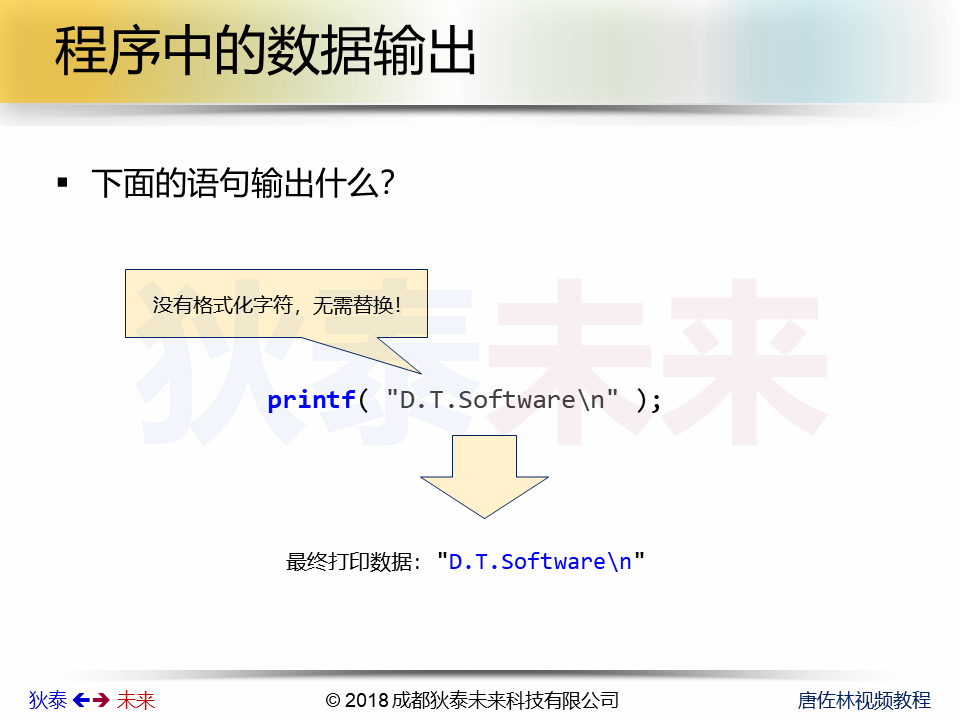 程序中的数据输出
▪ 下面的语句输出什么？
没有格式化字符，无需替换！
狄泰未来
printf( "D.T.Software\n" );
最终打印数据："D.T.Software\n"
狄泰 未来
© 2018 成都狄泰未来科技有限公司
唐佐林视频教程